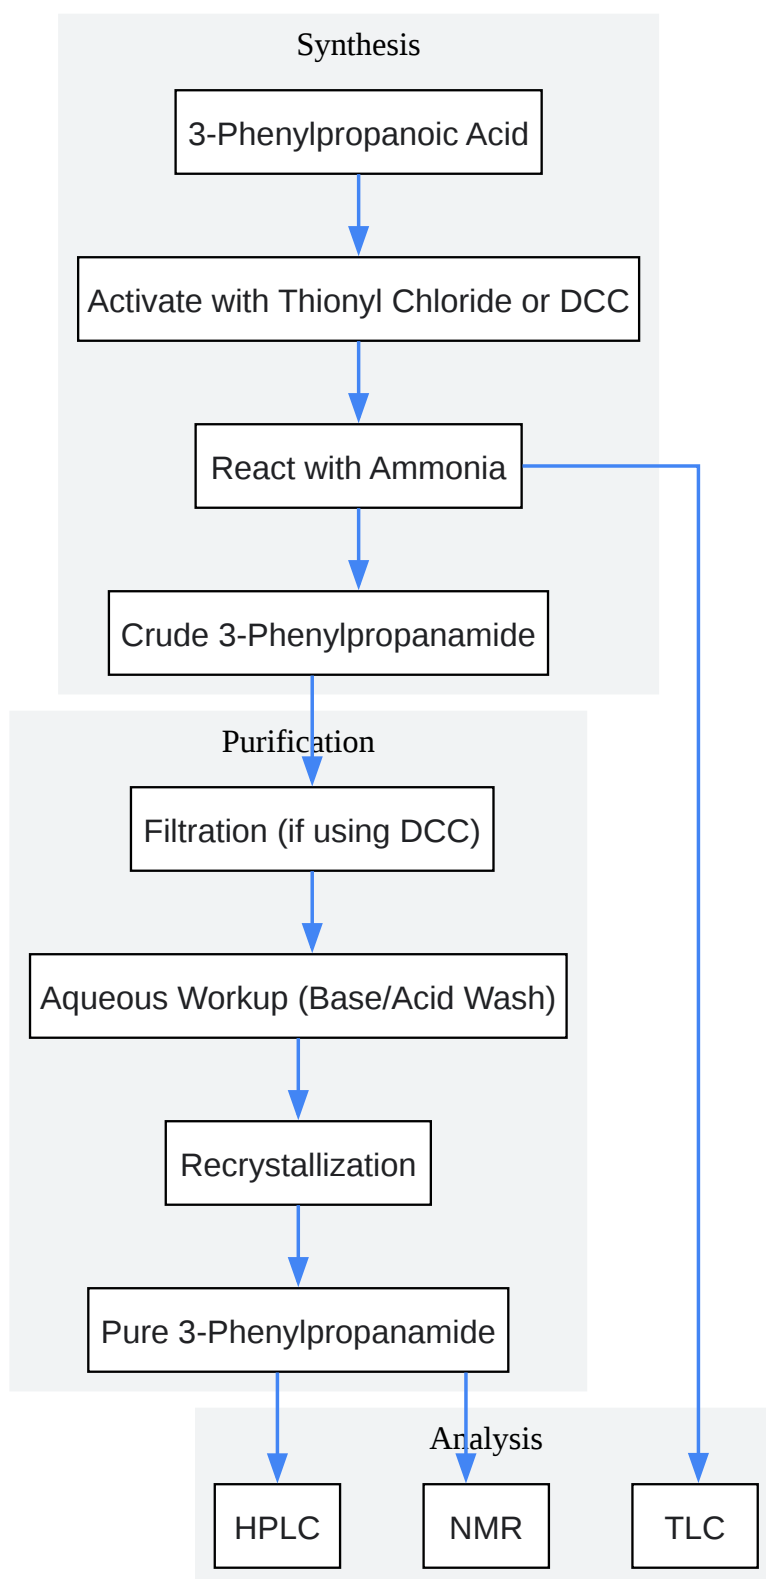 Synthesis
3-Phenylpropanoic Acid
Activate with Thionyl Chloride or DCC
React with Ammonia
Crude 3-Phenylpropanamide
Purification
Filtration (if using DCC)
Aqueous Workup (Base/Acid Wash)
Recrystallization
Pure 3-Phenylpropanamide
Analysis
HPLC
NMR
TLC